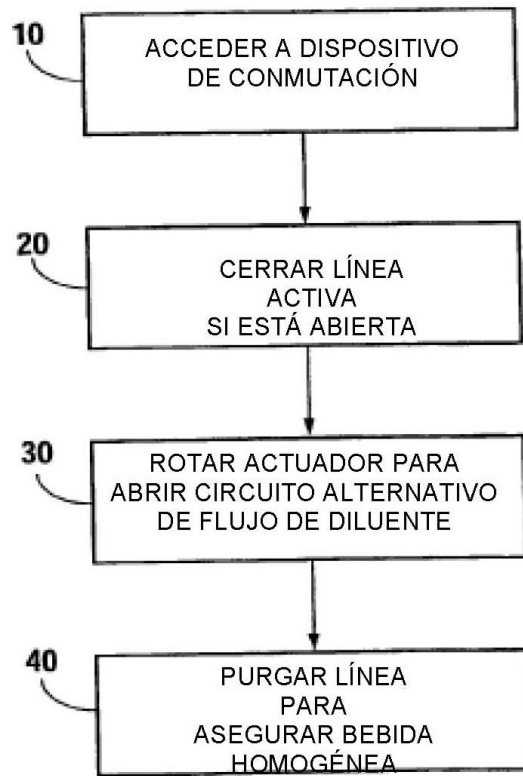 10
ACCEDER A DISPOSITIVO
DE CONMUTACIÓN
20
CERRAR LÍNEA
ACTIVA
SI ESTÁ ABIERTA
30
ROTAR ACTUADOR PARA
ABRIR CIRCUITO ALTERNATIVO
DE FLUJO DE DILUENTE
40
PURGAR LÍNEA
PARA
ASEGURAR BEBIDA
HOMOGÉNEA